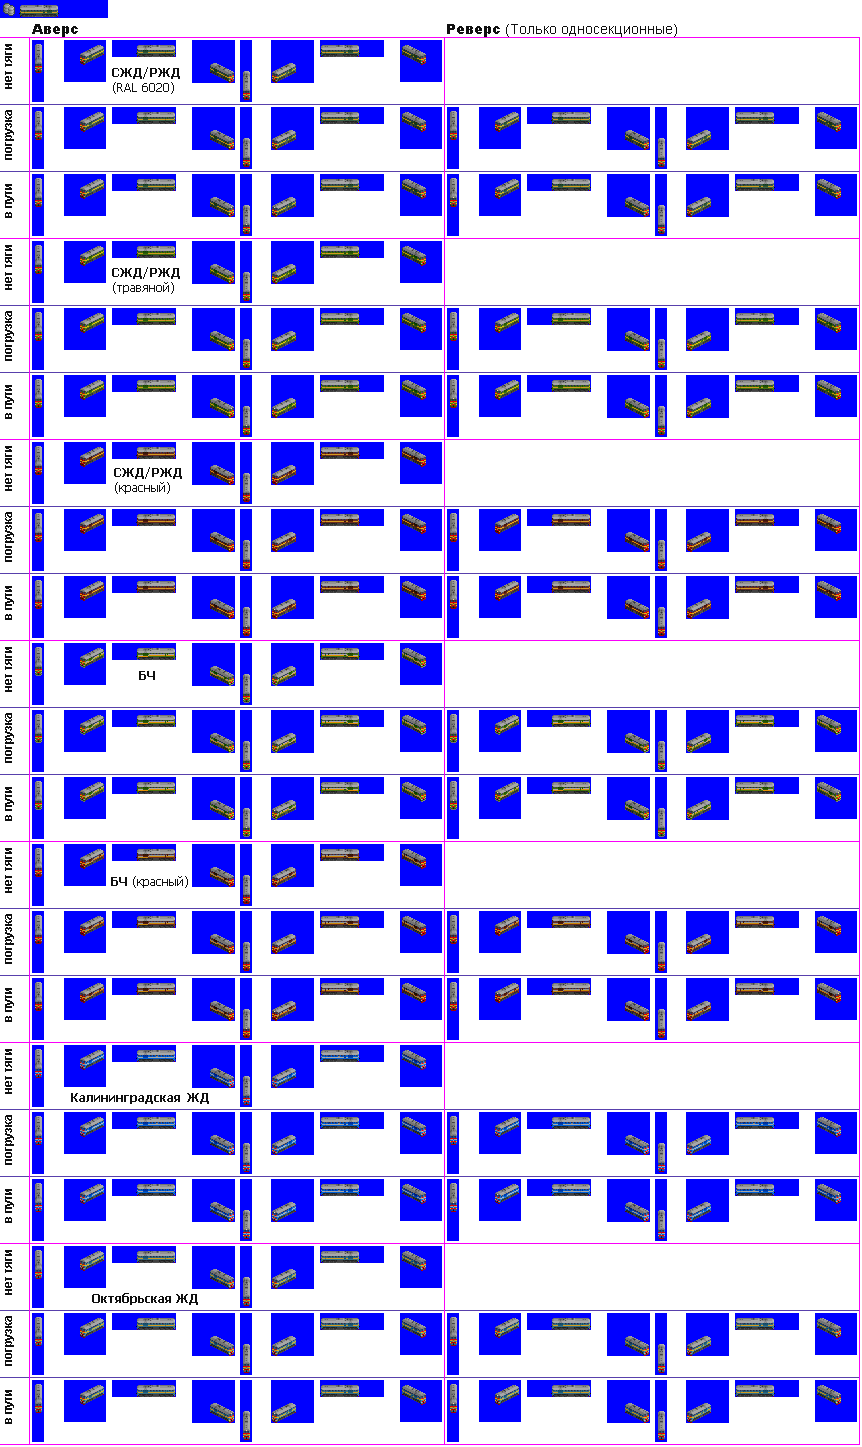 Аверс
Реверс (Только односекционные)
нет тяги
СЖД/РЖД
(RAL 6020)
погрузка
в пути
нет тяги
СЖД/РЖД
(травяной)
погрузка
в пути
нет тяги
СЖД/РЖД
(красный)
погрузка
в пути
нет тяги
БЧ
погрузка
в пути
нет тяги
БЧ (красный)
погрузка
в пути
нет тяги
Калининградская ЖД
погрузка
в пути
нет тяги
Октябрьская ЖД
погрузка
в пути